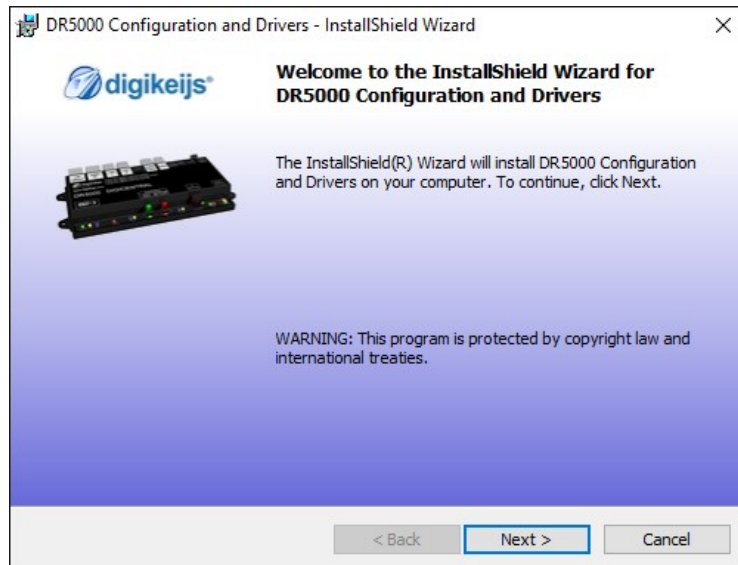 DR5000 Configuration and Drivers - InstallShield Wizard
digikeijs®
Welcome to the InstallShield Wizard for
DR5000 Configuration and Drivers
The InstallShield(R) Wizard will install DR5000 Configuration
and Drivers on your computer. To continue, click Next.
DR5000 DIGICENTRAL
WARNING: This program is protected by copyright law and
international treaties.
< Back
Next >
Cancel